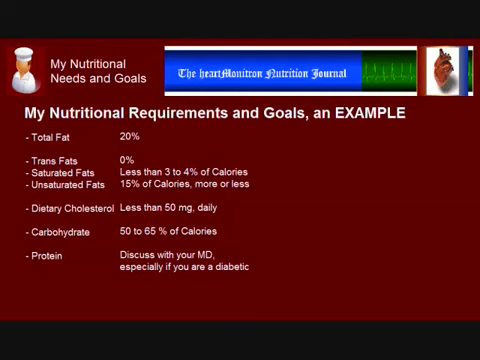 My Nutritional
Needs and Goals
The heartMonitron Nutrition Journal
My Nutritional Requirements and Goals, an EXAMPLE
- Total Fat 20%
- Trans Fats 0%
- Saturated Fats Less than 3 to 4% of Calories
- Unsaturated Fats 15% of Calories, more or less
- Dietary Cholesterol Less than 50 mg, daily
- Carbohydrate 50 to 65 % of Calories
- Protein Discuss with your MD,
especially if you are a diabetic